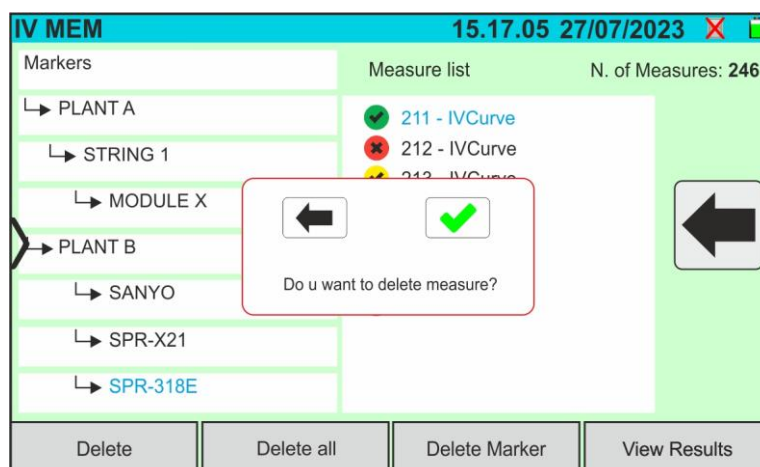 IV MEM 15.17.05 27/07/2023
Markers
Measure list N. of Measures: 246
PLANT A
211 - IVCurve
STRING 1
212 - IVCurve
213 - IVCurve
MODULE X
PLANT B
Do u want to delete measure?
SANYO
SPR-X21
SPR-318E
Delete Delete all Delete Marker View Results